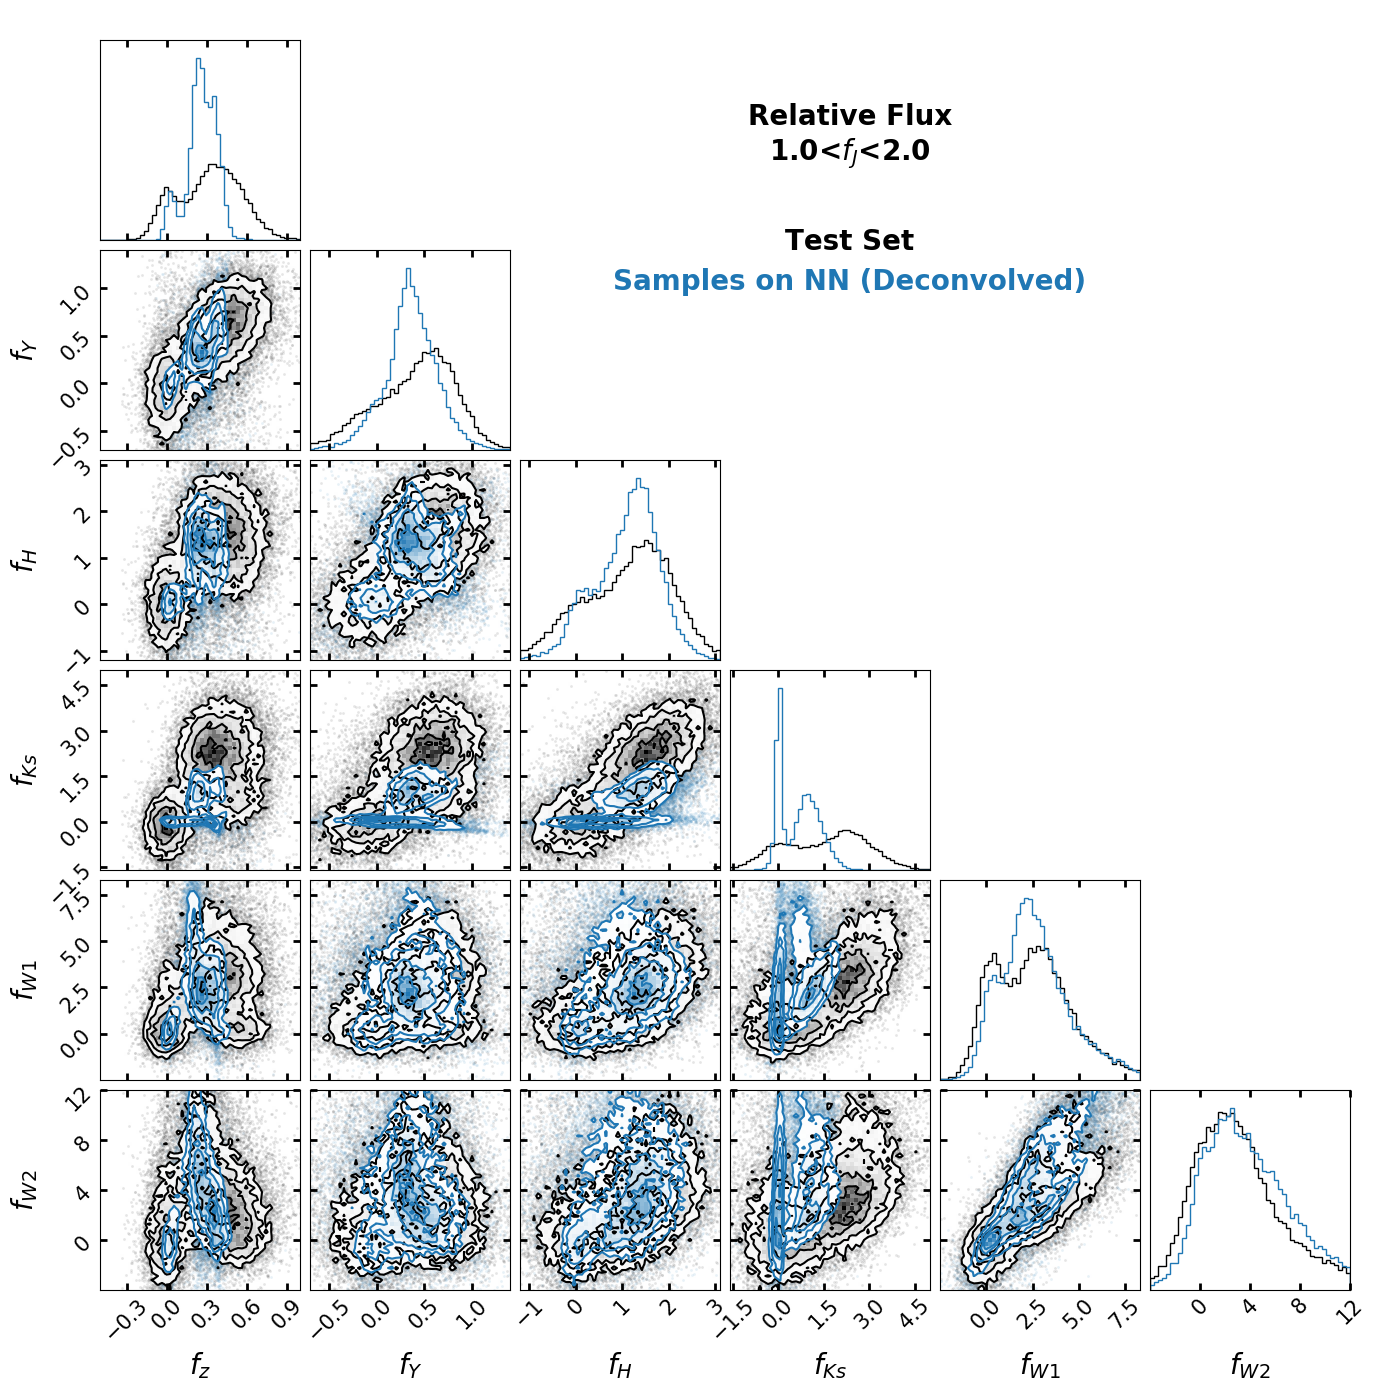 Relative Flux
1.0<f_J<2.0
Test Set
Samples on NN (Deconvolved)
f_Y
1.0
0.5
0.0
−0.5
f_H
3
2
1
0
−1
f_Ks
4.5
3.0
1.5
0.0
−1.5
f_W1
7.5
5.0
2.5
0.0
f_W2
12
8
4
0
−0.3 0.0 0.3 0.6 0.9
−0.5 0.0 0.5 1.0
−1 0 1 2 3
−1.5 0.0 1.5 3.0 4.5
0.0 2.5 5.0 7.5
0 4 8 12
f_z f_Y f_H f_Ks f_W1 f_W2